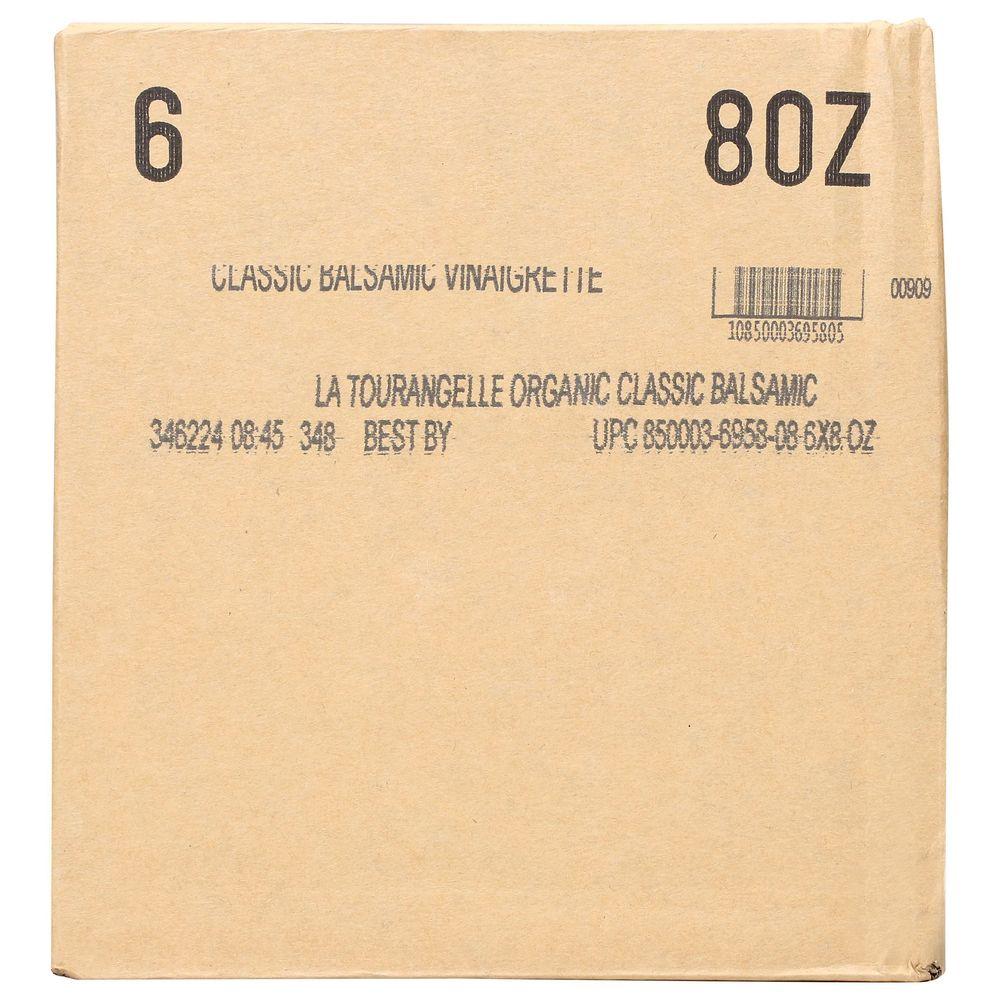 6 8OZ
CLASSIC BALSAMIC VINAIGRETTE
00909
10850003695805
LA TOURANGELLE ORGANIC CLASSIC BALSAMIC
346224 08:45 348 BEST BY UPC 850003-6958-08 6X8 OZ